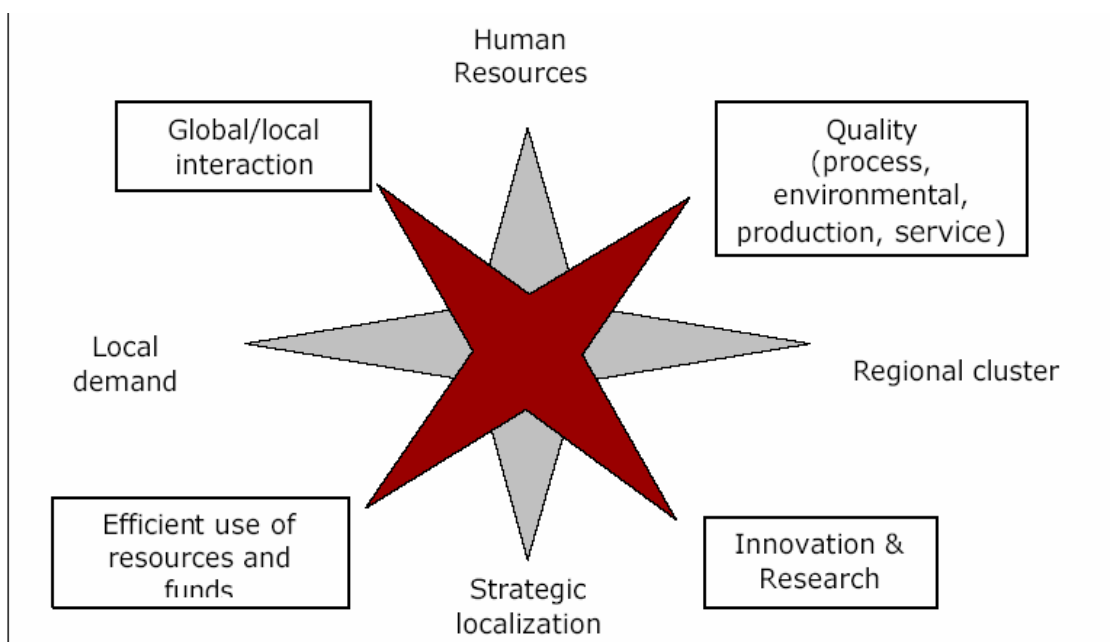 Human
Resources
Global/local
interaction
Quality
(process,
environmental,
production, service)
Local
demand
Regional cluster
Efficient use of
resources and
funds
Innovation &
Research
Strategic
localization